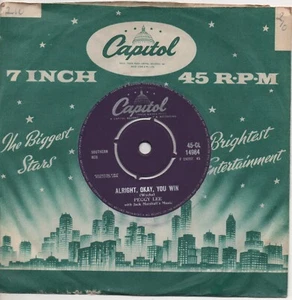 Capitol
7 INCH 45 R·P·M
The Biggest Stars
Brightest Entertainment
Capitol
45-CL
14984
ALRIGHT, OKAY, YOU WIN
PEGGY LEE
with Jack Marshall's Music